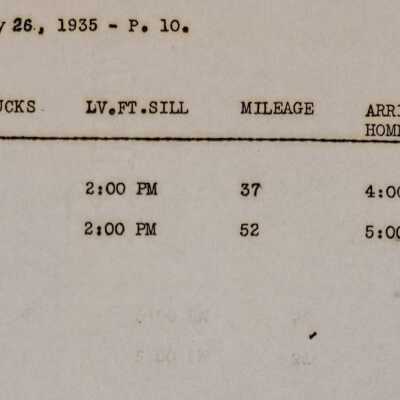 26., 1935 - P. 10.
UCKS LV.FT.SILL MILEAGE ARRI
HOME
2:00 PM 37 4:00
2:00 PM 52 5:00